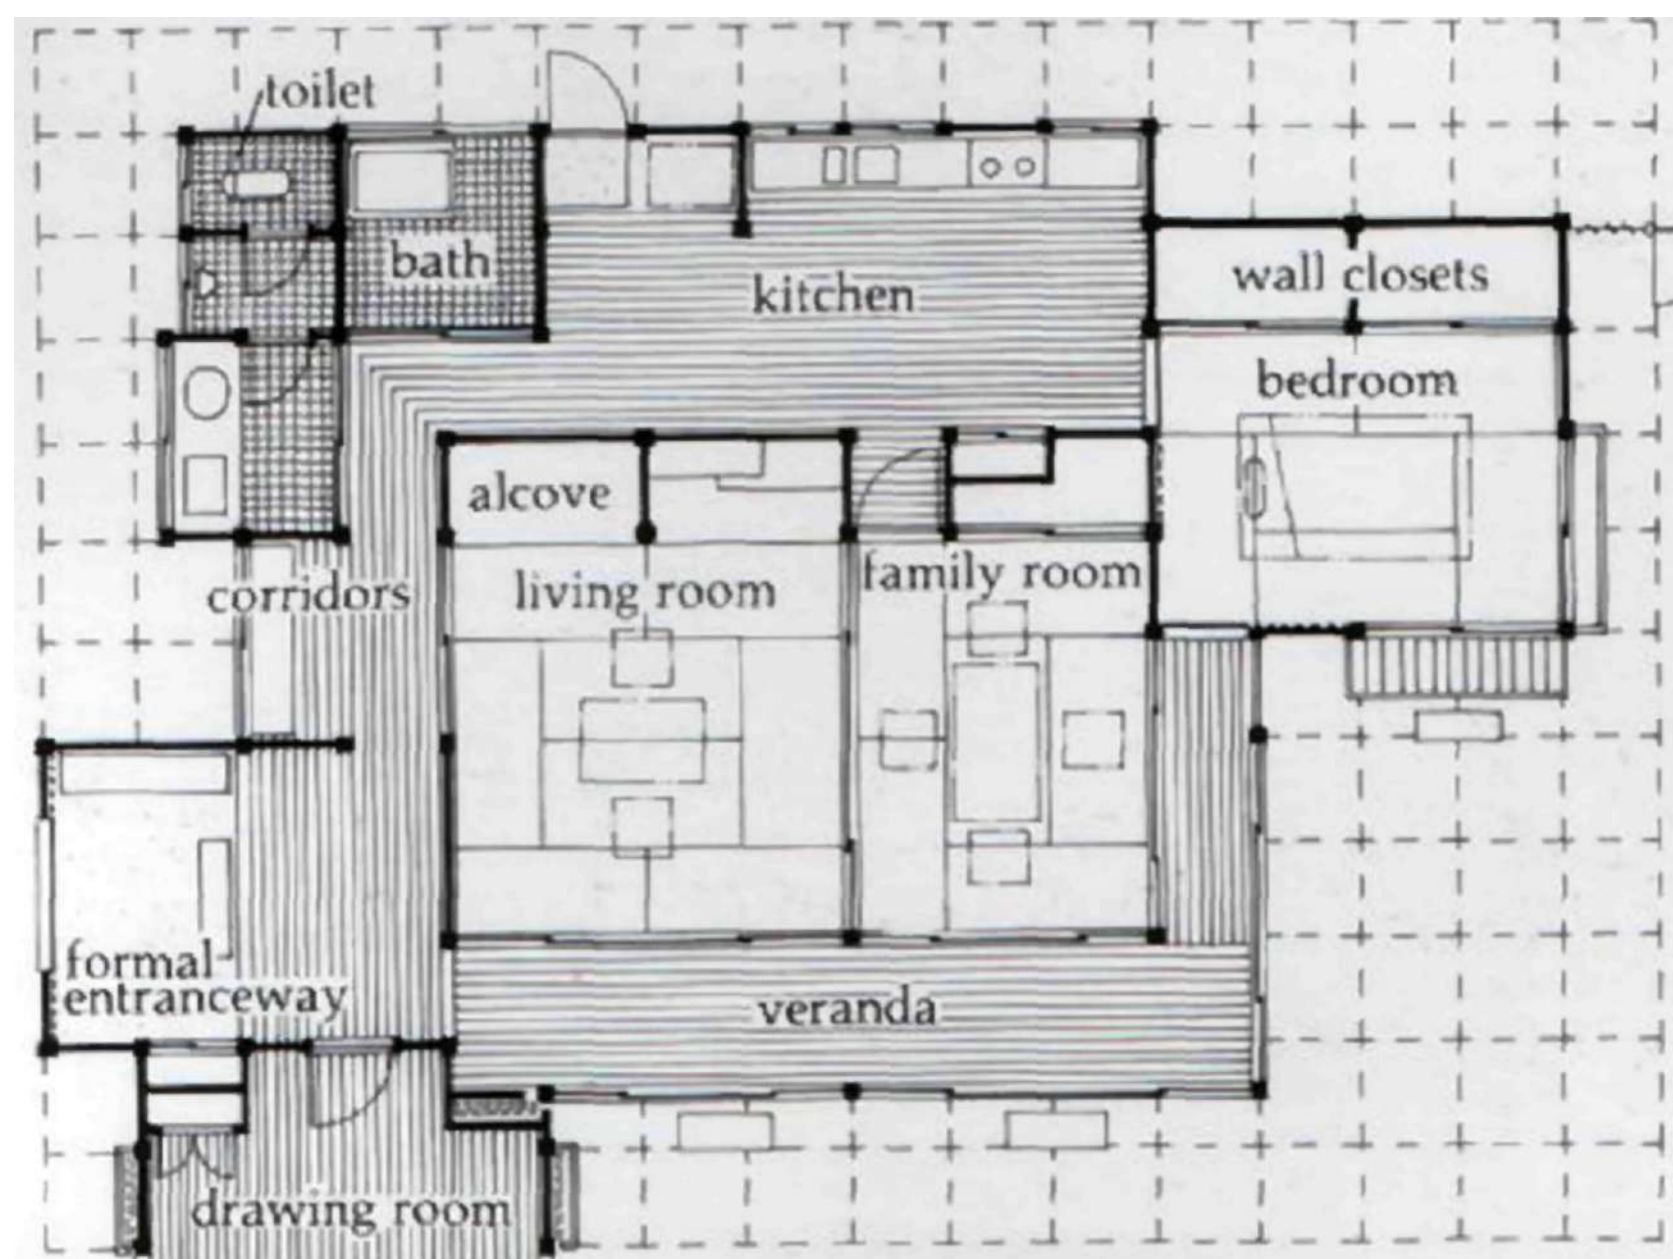 toilet
bath
kitchen
wall closets
bedroom
alcove
living room
family room
corridors
formal
entranceway
veranda
drawing room